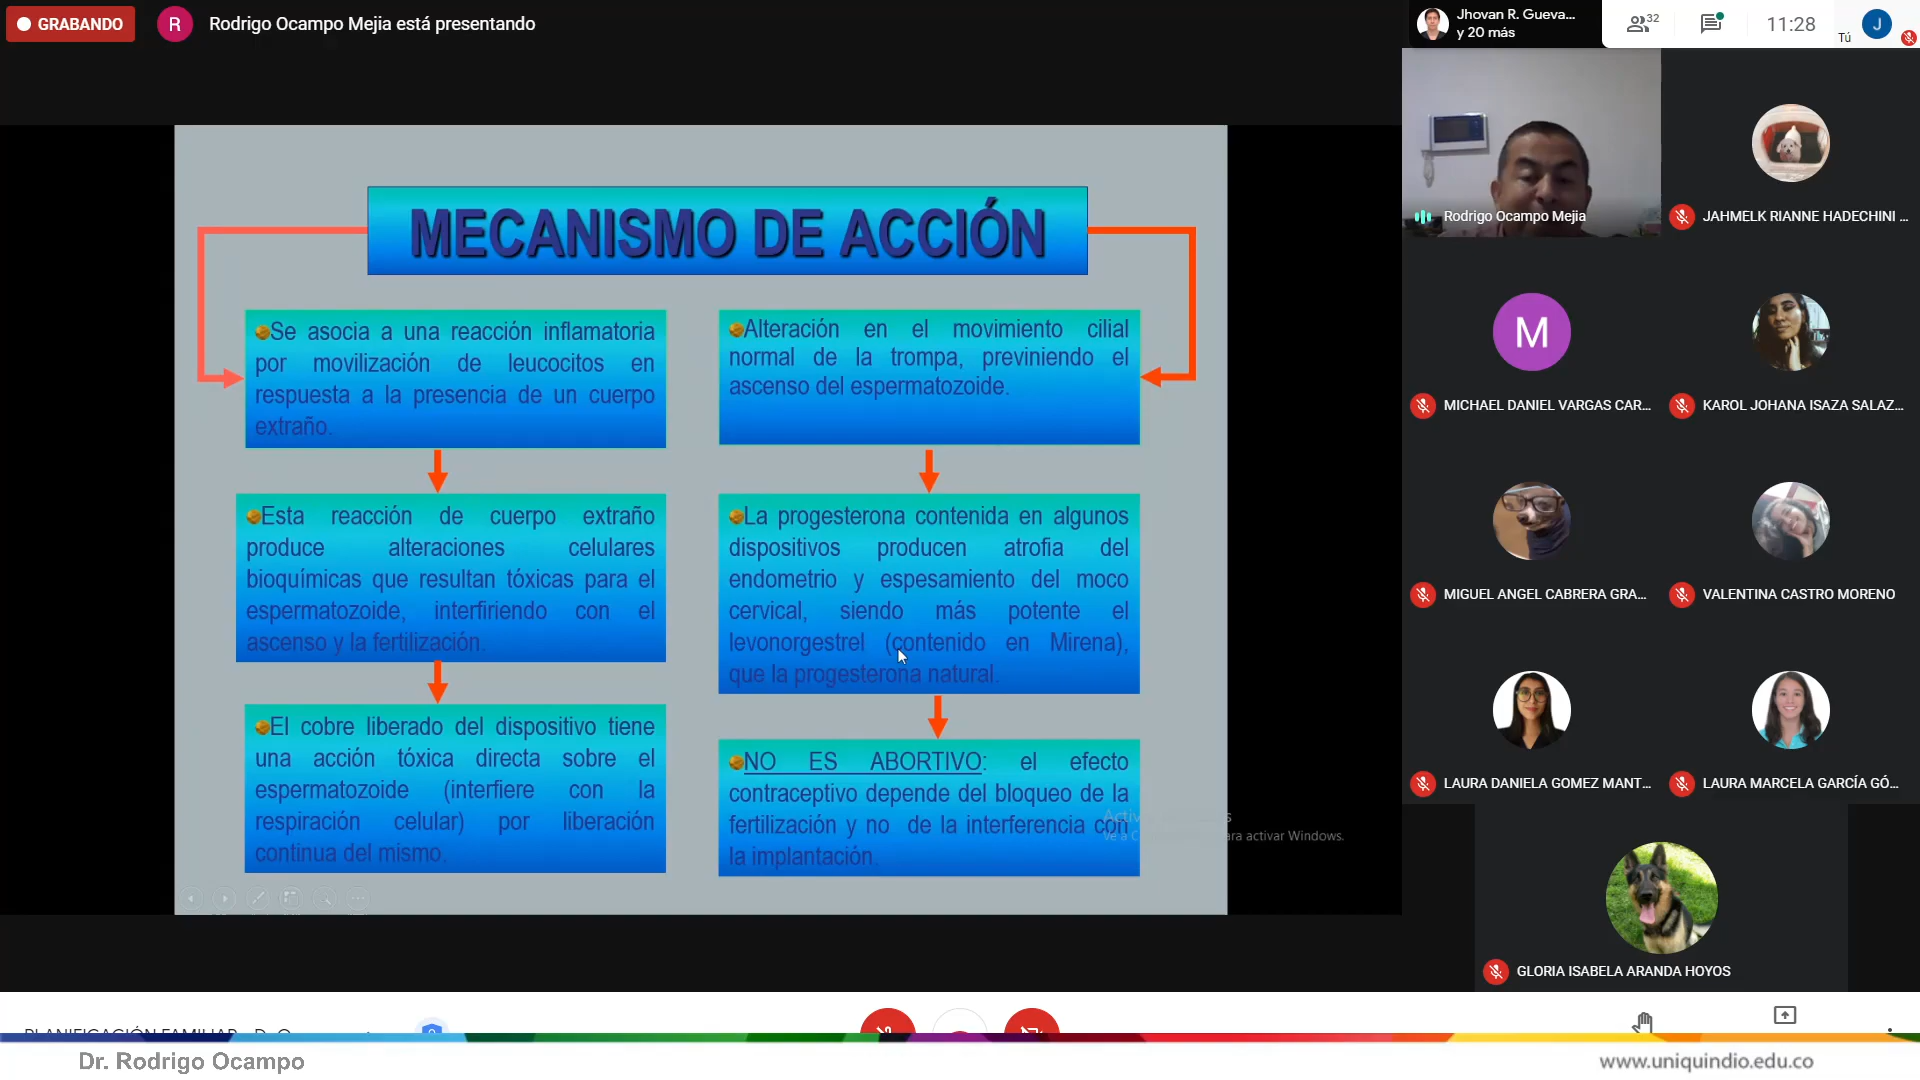 GRABANDO
R
Rodrigo Ocampo Mejia está presentando
Jhovan R. Gueva...
y 20 más
32
11:28
Tú
J
MECANISMO DE ACCIÓN
Se asocia a una reacción inflamatoria
por movilización de leucocitos en
respuesta a la presencia de un cuerpo
extraño.
Esta reacción de cuerpo extraño
produce alteraciones celulares
bioquímicas que resultan tóxicas para el
espermatozoide, interfiriendo con el
ascenso y la fertilización.
El cobre liberado del dispositivo tiene
una acción tóxica directa sobre el
espermatozoide (interfiere con la
respiración celular) por liberación
continua del mismo.
Alteración en el movimiento cilial
normal de la trompa, previniendo el
ascenso del espermatozoide.
La progesterona contenida en algunos
dispositivos producen atrofia del
endometrio y espesamiento del moco
cervical, siendo más potente el
levonorgestrel (contenido en Mirena),
que la progesterona natural.
NO ES ABORTIVO: el efecto
contraceptivo depende del bloqueo de la
fertilización y no de la interferencia con
la implantación.
ara activar Windows.
Rodrigo Ocampo Mejia
JAHMELK RIANNE HADECHINI ...
M
MICHAEL DANIEL VARGAS CAR...
KAROL JOHANA ISAZA SALAZ...
MIGUEL ANGEL CABRERA GRA...
VALENTINA CASTRO MORENO
LAURA DANIELA GOMEZ MANT...
LAURA MARCELA GARCÍA GÓ...
GLORIA ISABELA ARANDA HOYOS
PLANIFICACIÓN FAMILIAR
Dr. Rodrigo Ocampo
www.uniquindio.edu.co